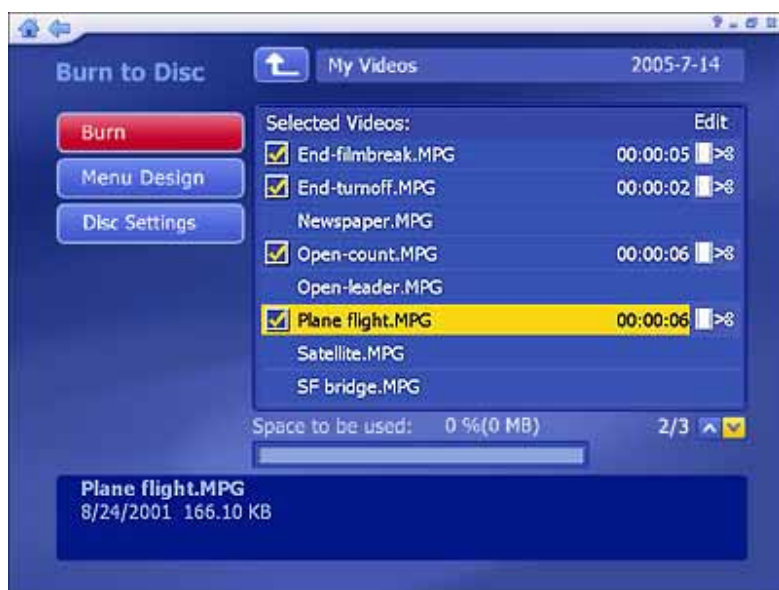 Burn to Disc
My Videos 2005-7-14
Burn
Menu Design
Disc Settings
Selected Videos: Edit
End-filmbreak.MPG 00:00:05
End-turnoff.MPG 00:00:02
Newspaper.MPG
Open-count.MPG 00:00:06
Open-leader.MPG
Plane flight.MPG 00:00:06
Satellite.MPG
SF bridge.MPG
Space to be used: 0 %(0 MB) 2/3
Plane flight.MPG
8/24/2001 166.10 KB